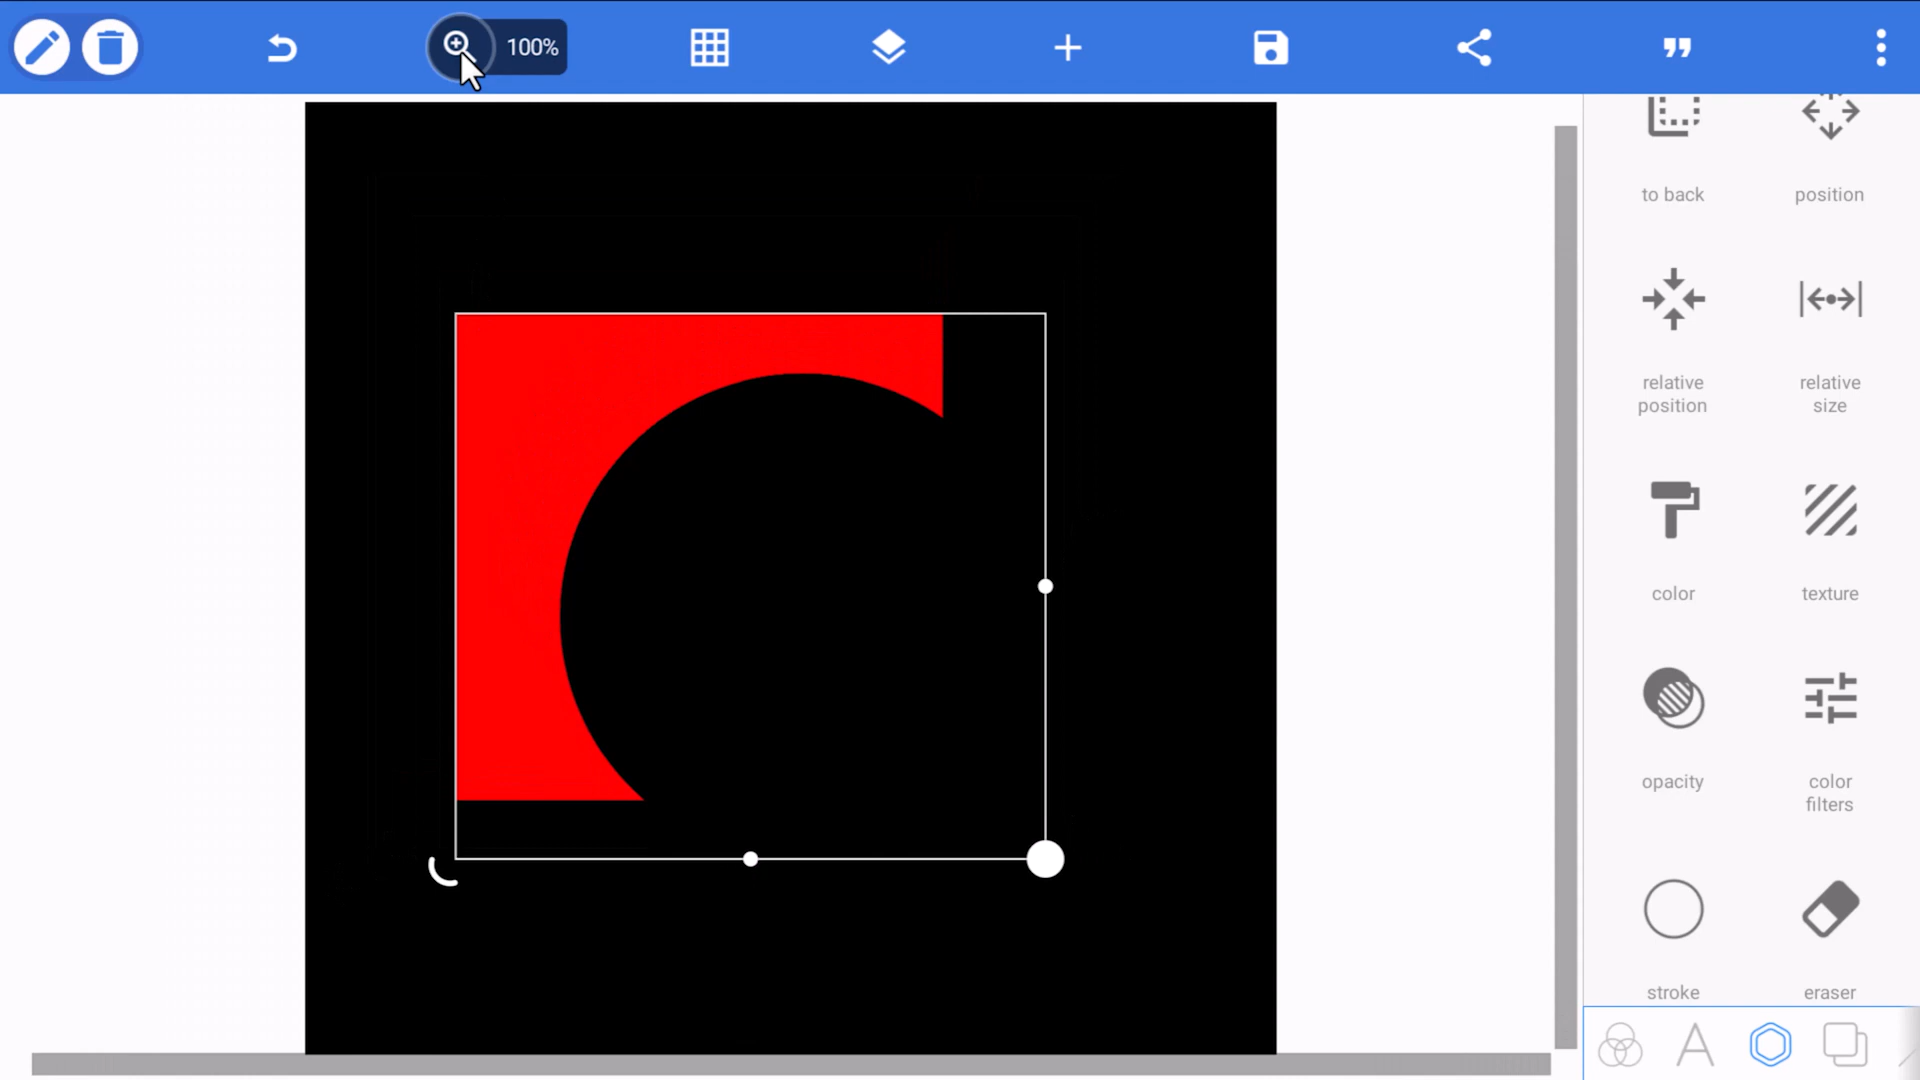 100%
to back
position
relative
position
relative
size
color
texture
opacity
color
filters
stroke
eraser